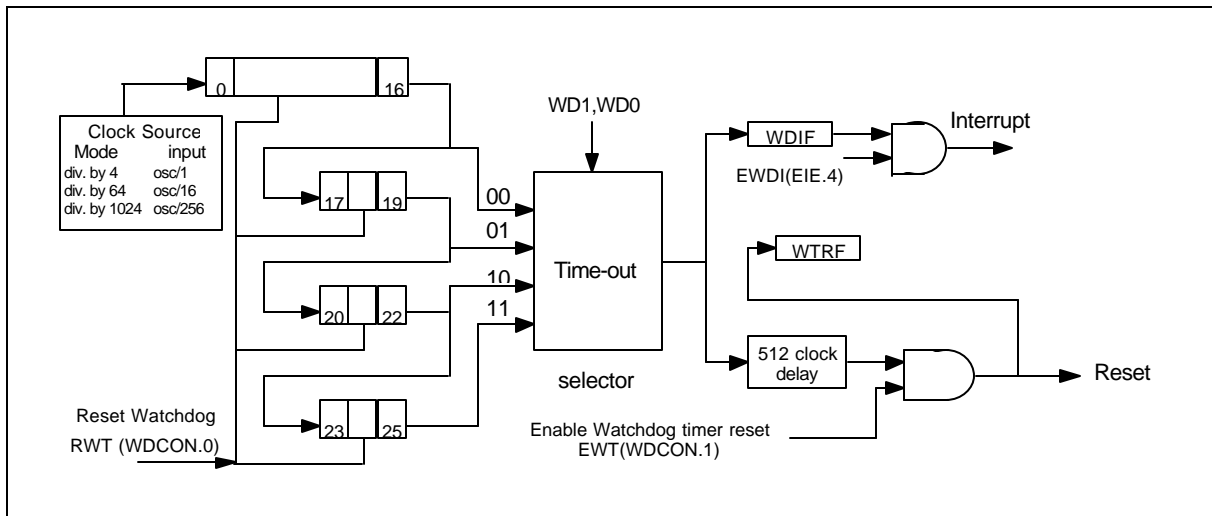 0
16
Clock Source
Mode input
div. by 4 osc/1
div. by 64 osc/16
div. by 1024 osc/256
17 19
20 22
23 25
Reset Watchdog
RWT (WDCON.0)
WD1,WD0
00
01
10
11
Time-out
selector
WDIF
EWDI(EIE.4)
Interrupt
WTRF
512 clock
delay
Reset
Enable Watchdog timer reset
EWT(WDCON.1)